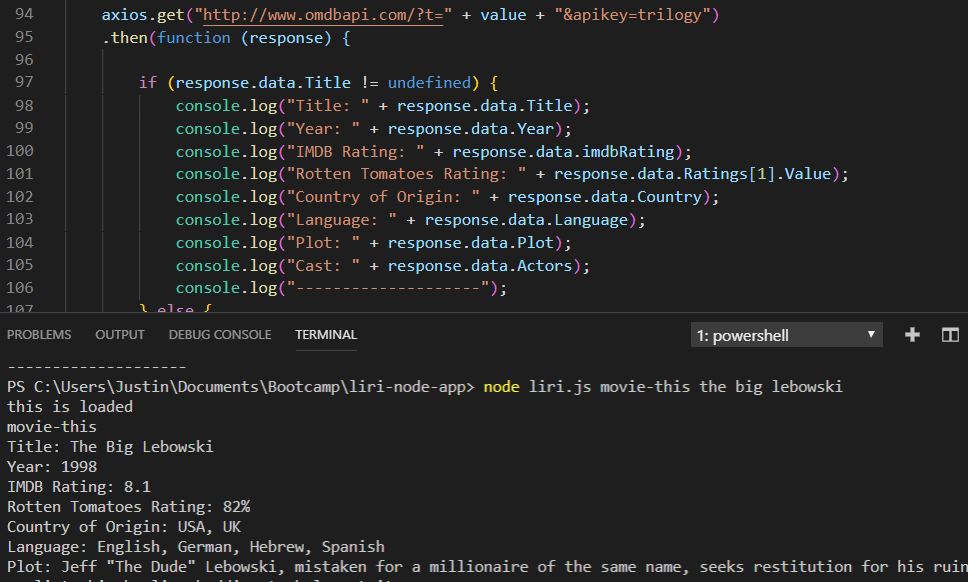 94 axios.get("http://www.omdbapi.com/?t=" + value + "&apikey=trilogy")
95 .then(function (response) {
96
97 if (response.data.Title != undefined) {
98 console.log("Title: " + response.data.Title);
99 console.log("Year: " + response.data.Year);
100 console.log("IMDB Rating: " + response.data.imdbRating);
101 console.log("Rotten Tomatoes Rating: " + response.data.Ratings[1].Value);
102 console.log("Country of Origin: " + response.data.Country);
103 console.log("Language: " + response.data.Language);
104 console.log("Plot: " + response.data.Plot);
105 console.log("Cast: " + response.data.Actors);
106 console.log("--------------------");
107 } else {
PROBLEMS OUTPUT DEBUG CONSOLE TERMINAL 1: powershell
--------------------
PS C:\Users\Justin\Documents\Bootcamp\liri-node-app> node liri.js movie-this the big lebowski
this is loaded
movie-this
Title: The Big Lebowski
Year: 1998
IMDB Rating: 8.1
Rotten Tomatoes Rating: 82%
Country of Origin: USA, UK
Language: English, German, Hebrew, Spanish
Plot: Jeff "The Dude" Lebowski, mistaken for a millionaire of the same name, seeks restitution for his ruin